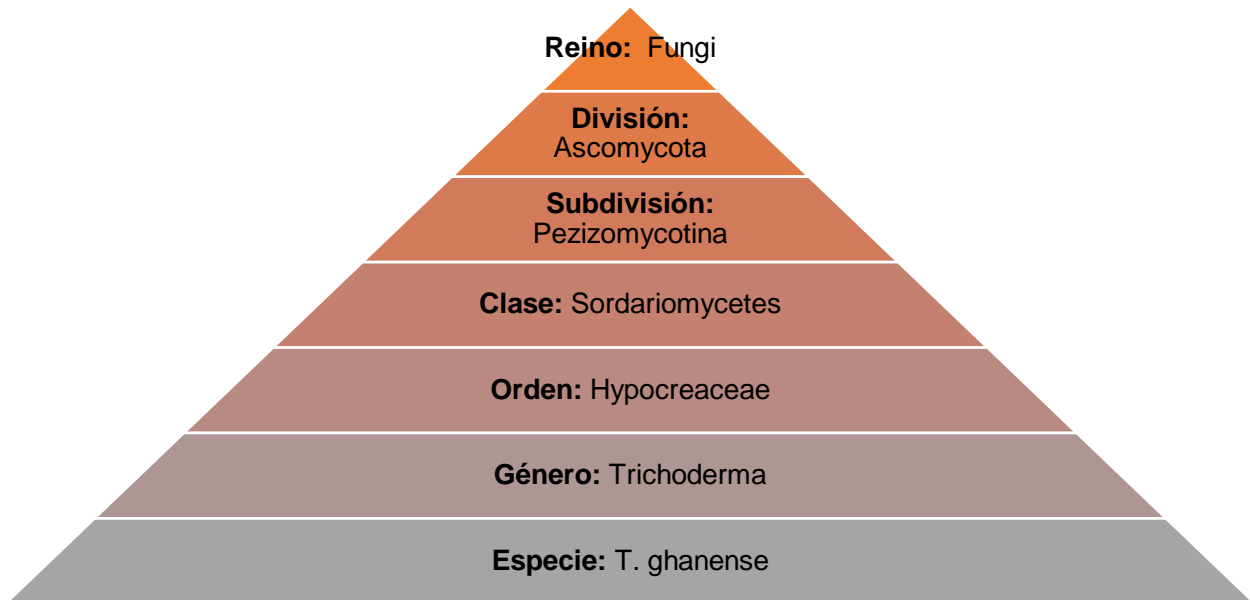 Reino: Fungi
División:
Ascomycota
Subdivisión:
Pezizomycotina
Clase: Sordariomycetes
Orden: Hypocreaceae
Género: Trichoderma
Especie: T. ghanense